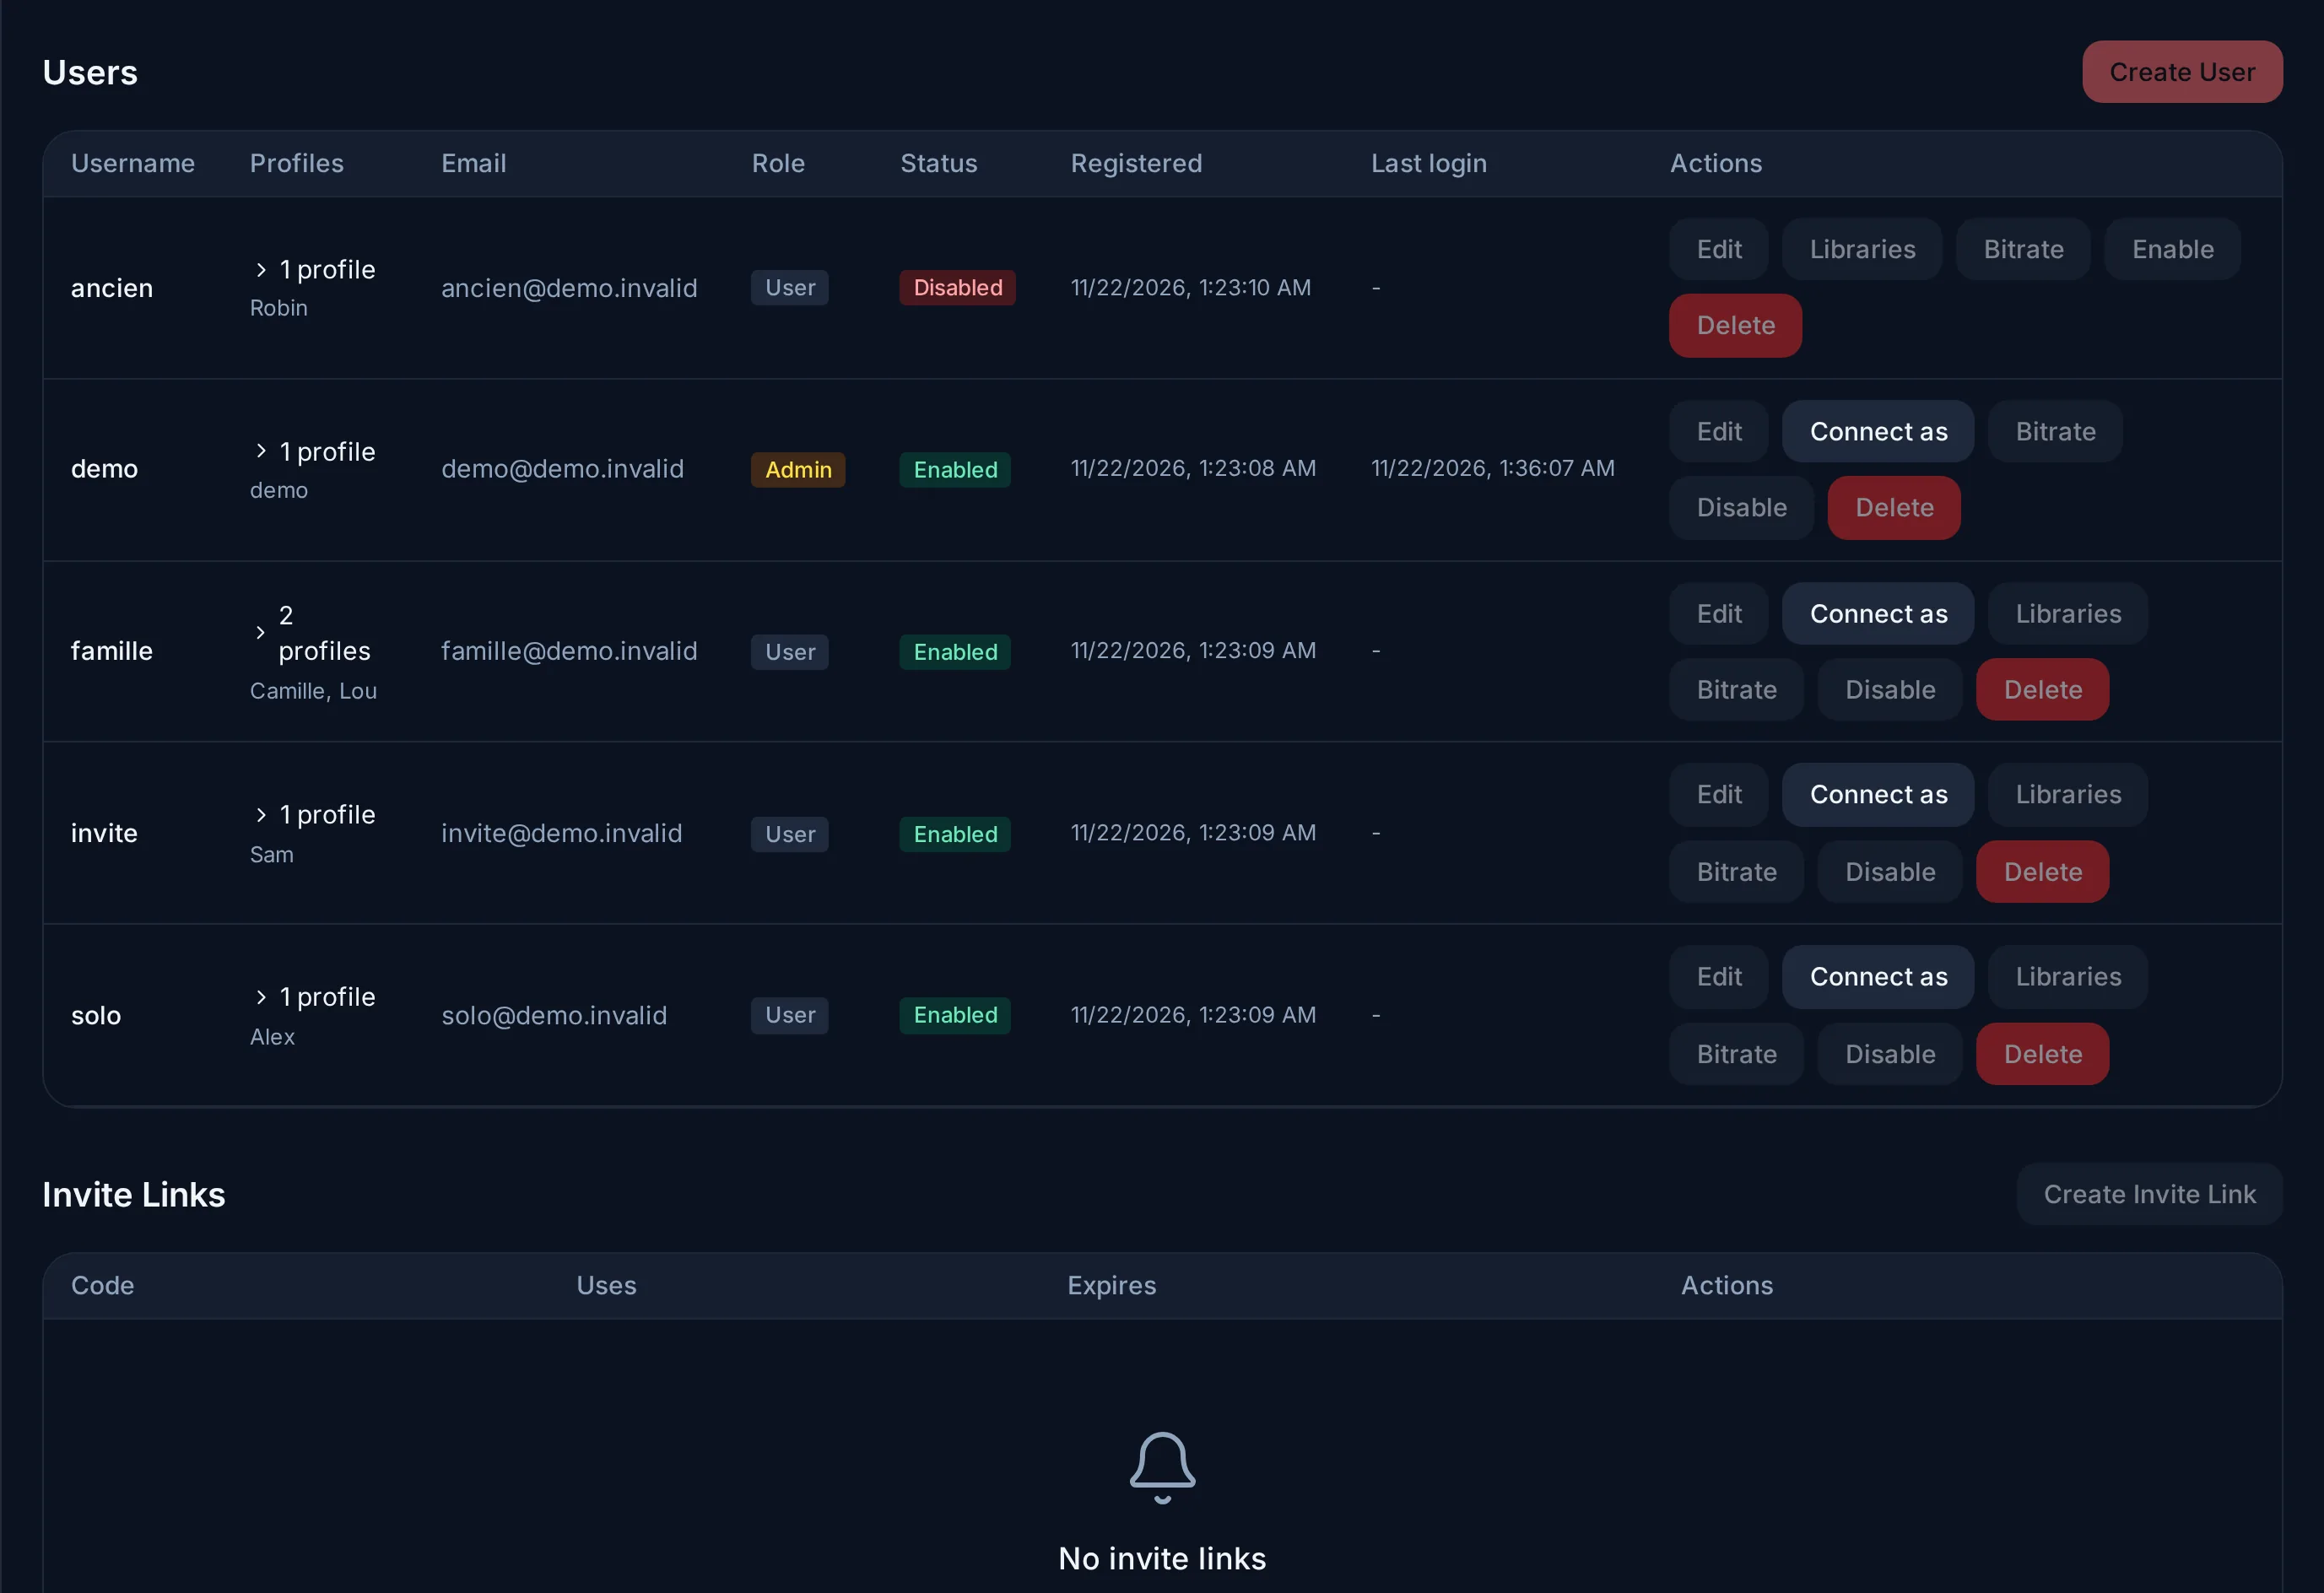 Users
Create User
Username Profiles Email Role Status Registered Last login Actions
ancien
1 profile
Robin
ancien@demo.invalid
User
Disabled
11/22/2026, 1:23:10 AM
-
Edit Libraries Bitrate Enable
Delete
demo
1 profile
demo
demo@demo.invalid
Admin
Enabled
11/22/2026, 1:23:08 AM
11/22/2026, 1:36:07 AM
Edit Connect as Bitrate
Disable Delete
famille
2
profiles
Camille, Lou
famille@demo.invalid
User
Enabled
11/22/2026, 1:23:09 AM
-
Edit Connect as Libraries
Bitrate Disable Delete
invite
1 profile
Sam
invite@demo.invalid
User
Enabled
11/22/2026, 1:23:09 AM
-
Edit Connect as Libraries
Bitrate Disable Delete
solo
1 profile
Alex
solo@demo.invalid
User
Enabled
11/22/2026, 1:23:09 AM
-
Edit Connect as Libraries
Bitrate Disable Delete
Invite Links
Create Invite Link
Code Uses Expires Actions
No invite links